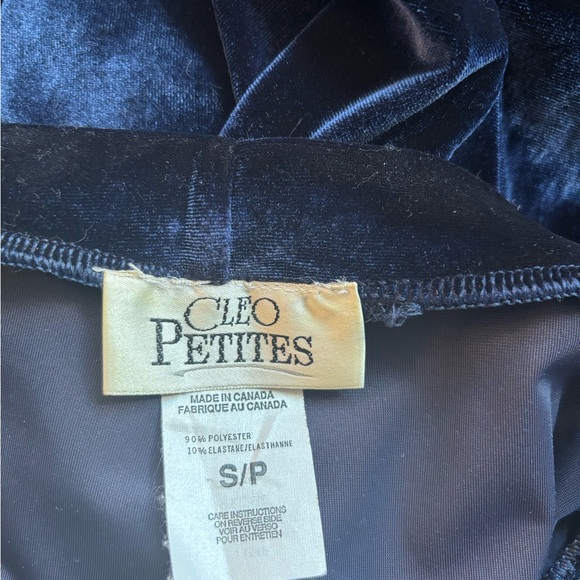 CLEO
PETITES
MADE IN CANADA
FABRIQUE AU CANADA
90% POLYESTER
10% ELASTANE/ELASTHANNE
S/P
CARE INSTRUCTIONS
ON REVERSE SIDE
VOIR AU VERSO
POUR ENTRETIEN